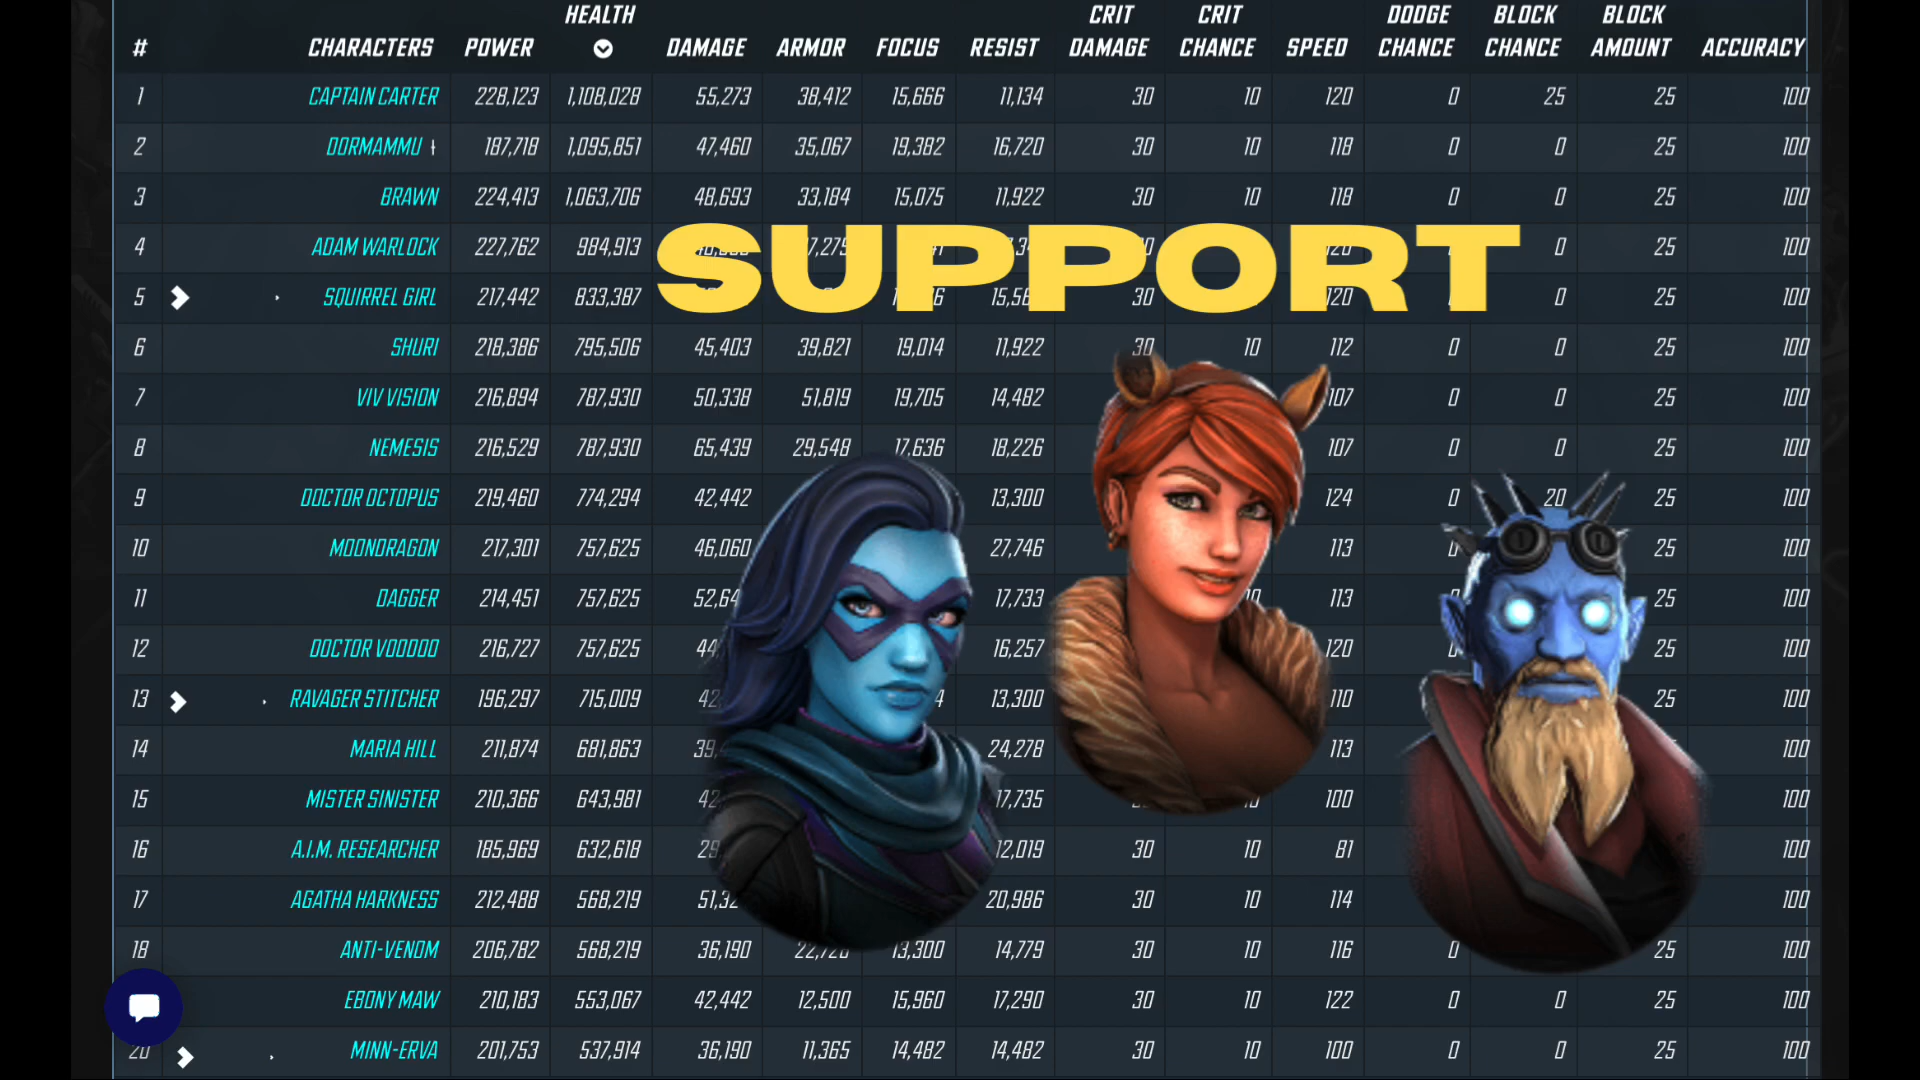 # CHARACTERS POWER HEALTH DAMAGE ARMOR FOCUS RESIST CRIT DAMAGE CRIT CHANCE SPEED DODGE CHANCE BLOCK CHANCE BLOCK AMOUNT ACCURACY
1 CAPTAIN CARTER 228,123 1,108,028 55,273 38,412 15,666 11,134 30 10 120 0 25 25 100
2 DORMAMMU 187,718 1,095,851 47,460 35,067 19,382 16,720 30 10 118 0 0 25 100
3 BRAWN 224,413 1,063,706 48,693 33,184 15,075 11,922 30 10 118 0 0 25 100
SUPPORT
4 ADAM WARLOCK 227,762 984,913 0 25 100
5 SQUIRREL GIRL 217,442 833,387 30 0 25 100
6 SHURI 218,386 795,506 45,403 39,821 19,014 11,922 30 10 112 0 0 25 100
7 VIV VISION 216,894 787,930 50,338 51,819 19,705 14,482 107 0 0 25 100
8 NEMESIS 216,529 787,930 65,439 29,548 17,636 18,226 107 0 0 25 100
9 DOCTOR OCTOPUS 219,460 774,294 42,442 13,300 124 0 20 25 100
10 MOONDRAGON 217,301 757,625 46,060 27,746 113 25 100
11 DAGGER 214,451 757,625 17,733 113 25 100
12 DOCTOR VOODOO 216,727 757,625 16,257 120 25 100
13 RAVAGER STITCHER 196,297 715,009 13,300 110 25 100
14 MARIA HILL 211,874 681,863 24,278 113 100
15 MISTER SINISTER 210,366 643,981 17,735 100 100
16 A.I.M. RESEARCHER 185,969 632,618 12,019 30 10 81 100
17 AGATHA HARKNESS 212,488 568,219 20,986 30 10 114 100
18 ANTI-VENOM 206,782 568,219 36,190 13,300 14,779 30 10 116 0 25 100
EBONY MAW 210,183 553,067 42,442 12,500 15,960 17,290 30 10 122 0 0 25 100
20 MINN-ERVA 201,753 537,914 36,190 11,365 14,482 14,482 30 10 100 0 0 25 100